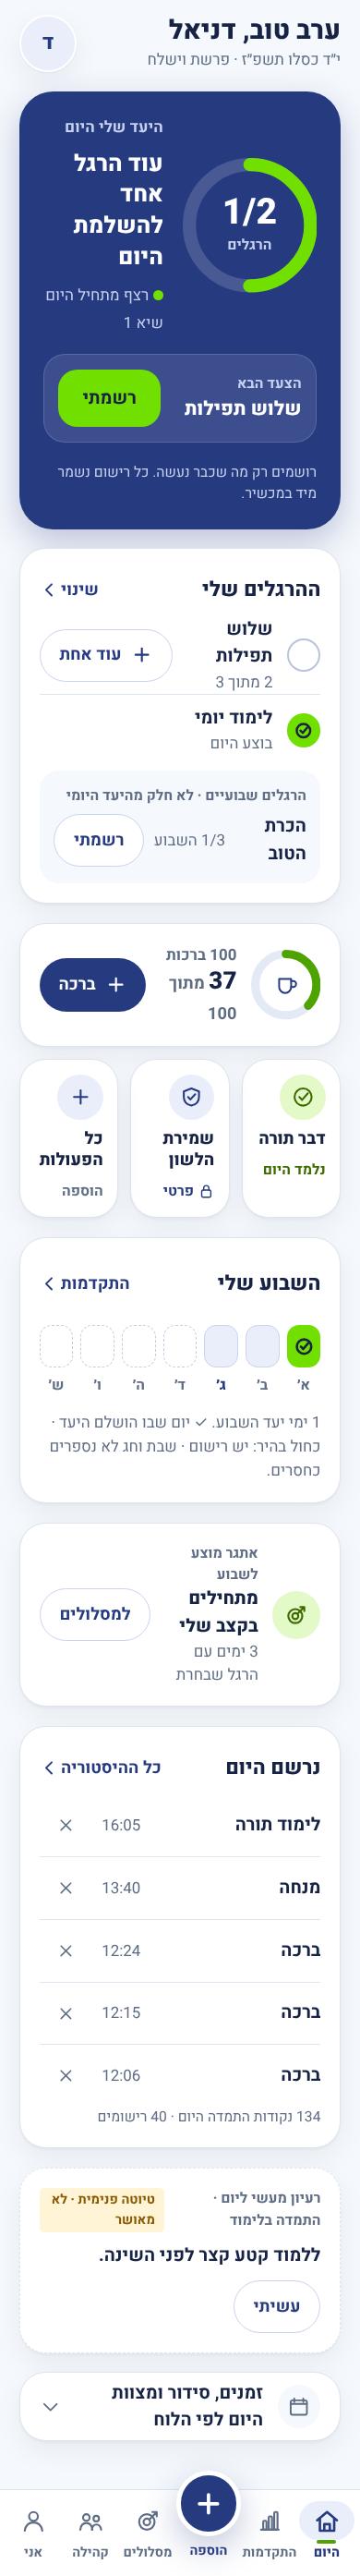 ערב טוב, דניאל
י״ד כסלו תשפ״ז · פרשת וישלח
ד
היעד שלי היום
עוד הרגל
אחד
להשלמת
היום
רצף מתחיל היום
שיא 1
1/2
הרגלים
הצעד הבא
שלוש תפילות
רשמתי
רושמים רק מה שכבר נעשה. כל רישום נשמר
מיד במכשיר.
ההרגלים שלי
שינוי
שלוש
תפילות
2 מתוך 3
עוד אחת
לימוד יומי
בוצע היום
הרגלים שבועיים · לא חלק מהיעד היומי
הכרת
הטוב
1/3 השבוע
רשמתי
100 ברכות
37 מתוך
100
ברכה
דבר תורה
נלמד היום
שמירת
הלשון
פרטי
כל
הפעולות
הוספה
השבוע שלי
התקדמות
א׳ ב׳ ג׳ ד׳ ה׳ ו׳ ש׳
1 ימי יעד השבוע. ✓ יום שבו הושלם היעד ·
כחול בהיר: יש רישום · שבת וחג לא נספרים
כחסרים.
אתגר מוצע
לשבוע
מתחילים
בקצב שלי
3 ימים עם
הרגל שבחרת
למסלולים
נרשם היום
כל ההיסטוריה
לימוד תורה 16:05
מנחה 13:40
ברכה 12:24
ברכה 12:15
ברכה 12:06
134 נקודות התמדה היום · 40 רישומים
רעיון מעשי ליום ·
התמדה בלימוד
טיוטה פנימית · לא
מאושר
ללמוד קטע קצר לפני השינה.
עשיתי
זמנים, סידור ומצוות
היום לפי הלוח
היום התקדמות הוספה מסלולים קהילה אני